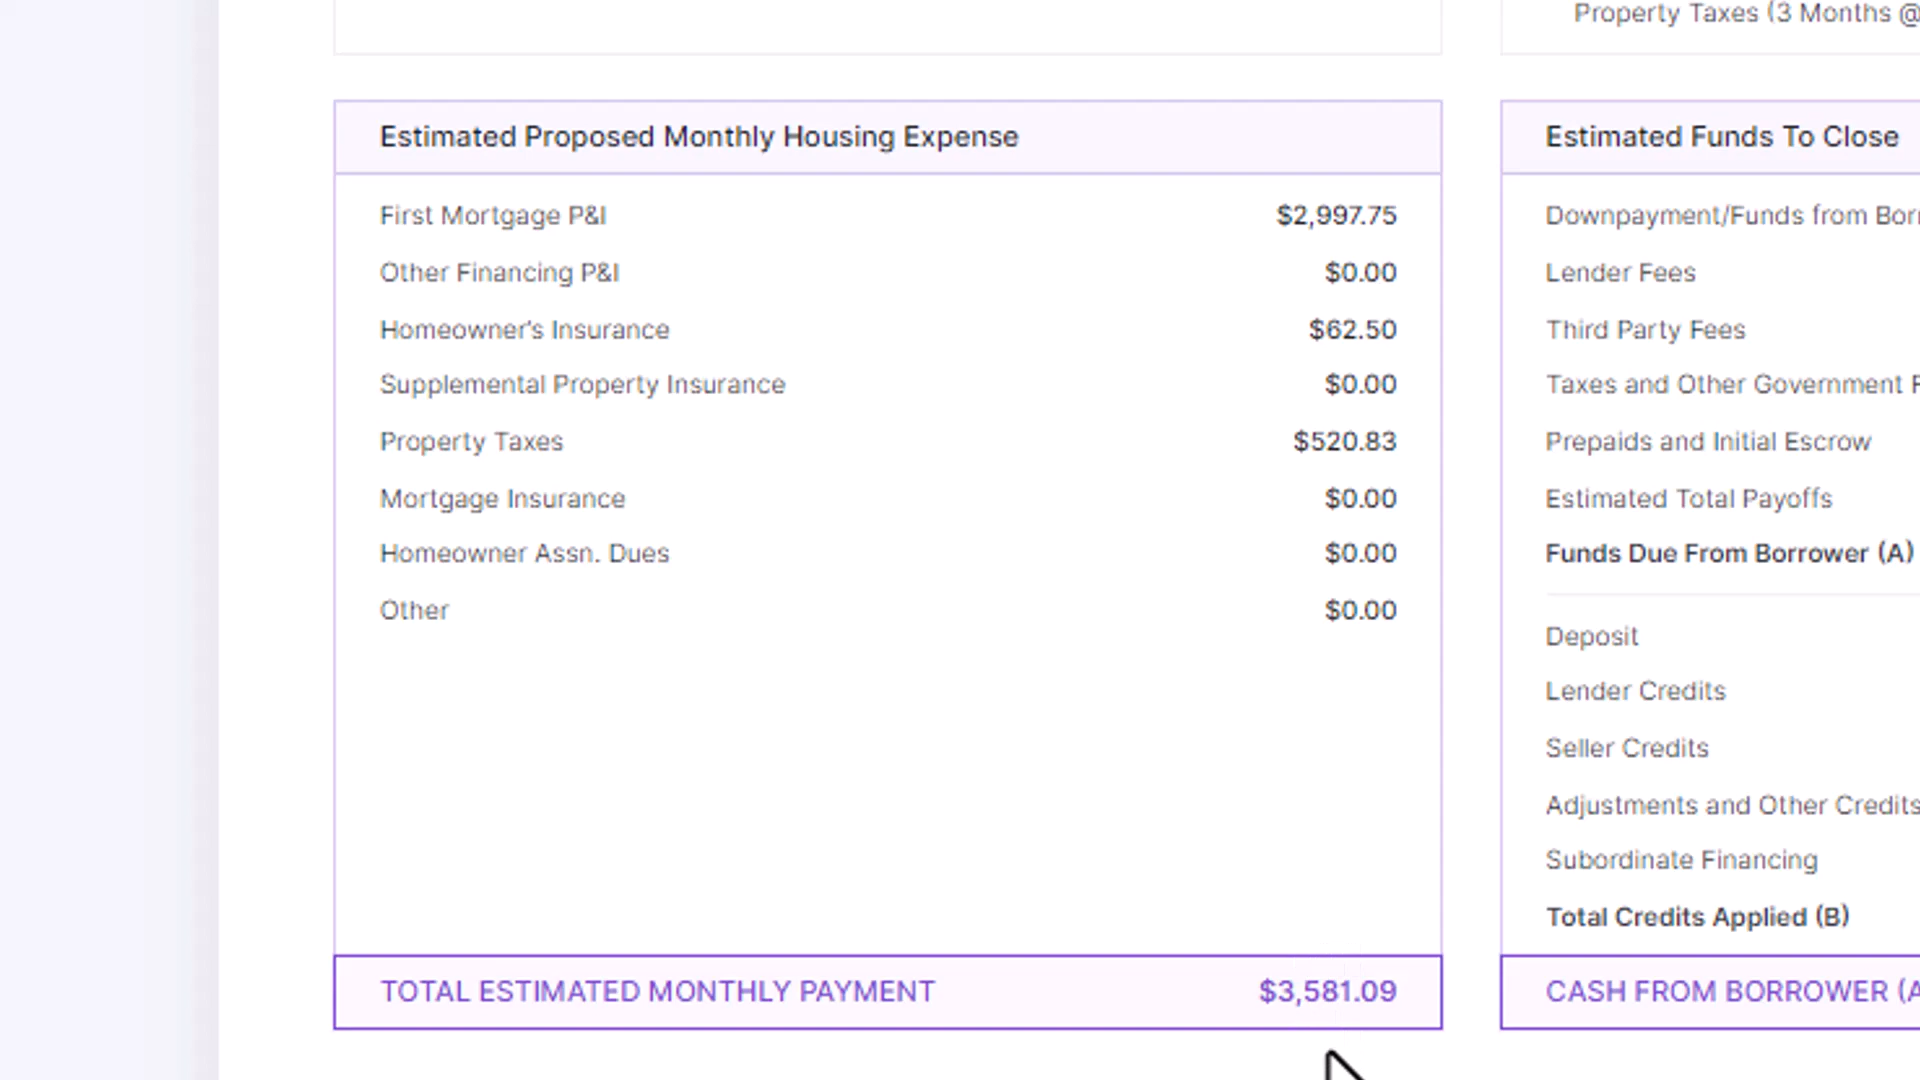 Property Taxes (3 Months @
Estimated Proposed Monthly Housing Expense
First Mortgage P&I $2,997.75
Other Financing P&I $0.00
Homeowner's Insurance $62.50
Supplemental Property Insurance $0.00
Property Taxes $520.83
Mortgage Insurance $0.00
Homeowner Assn. Dues $0.00
Other $0.00
TOTAL ESTIMATED MONTHLY PAYMENT $3,581.09
Estimated Funds To Close
Downpayment/Funds from
Lender Fees
Third Party Fees
Taxes and Other Government
Prepaids and Initial Escrow
Estimated Total Payoffs
Funds Due From Borrower (A)
Deposit
Lender Credits
Seller Credits
Adjustments and Other Credits
Subordinate Financing
Total Credits Applied (B)
CASH FROM BORROWER (A